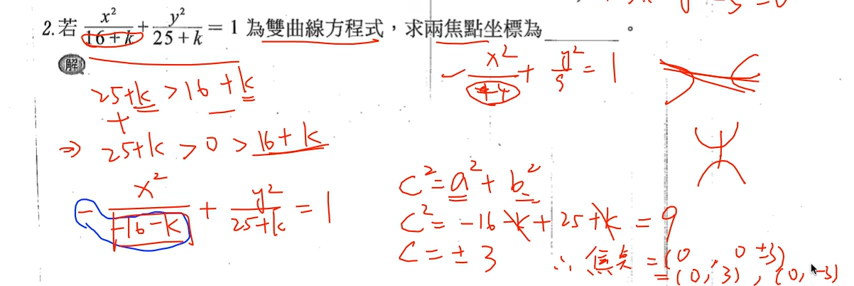 2.若 x²/(16+k) + y²/(25+k) = 1 為雙曲線方程式，求兩焦點坐標為________。
解
25+k > 16+k
+
⇒ 25+k > 0 > 16+k
- x²/(-16-k) + y²/(25+k) = 1
x²/(-4) + y²/5 = 1
c² = a² + b²
c² = -16-k+25+k = 9
c = ±3
∴ 焦點 = (0, 0±3)
= (0, 3), (0, -3)